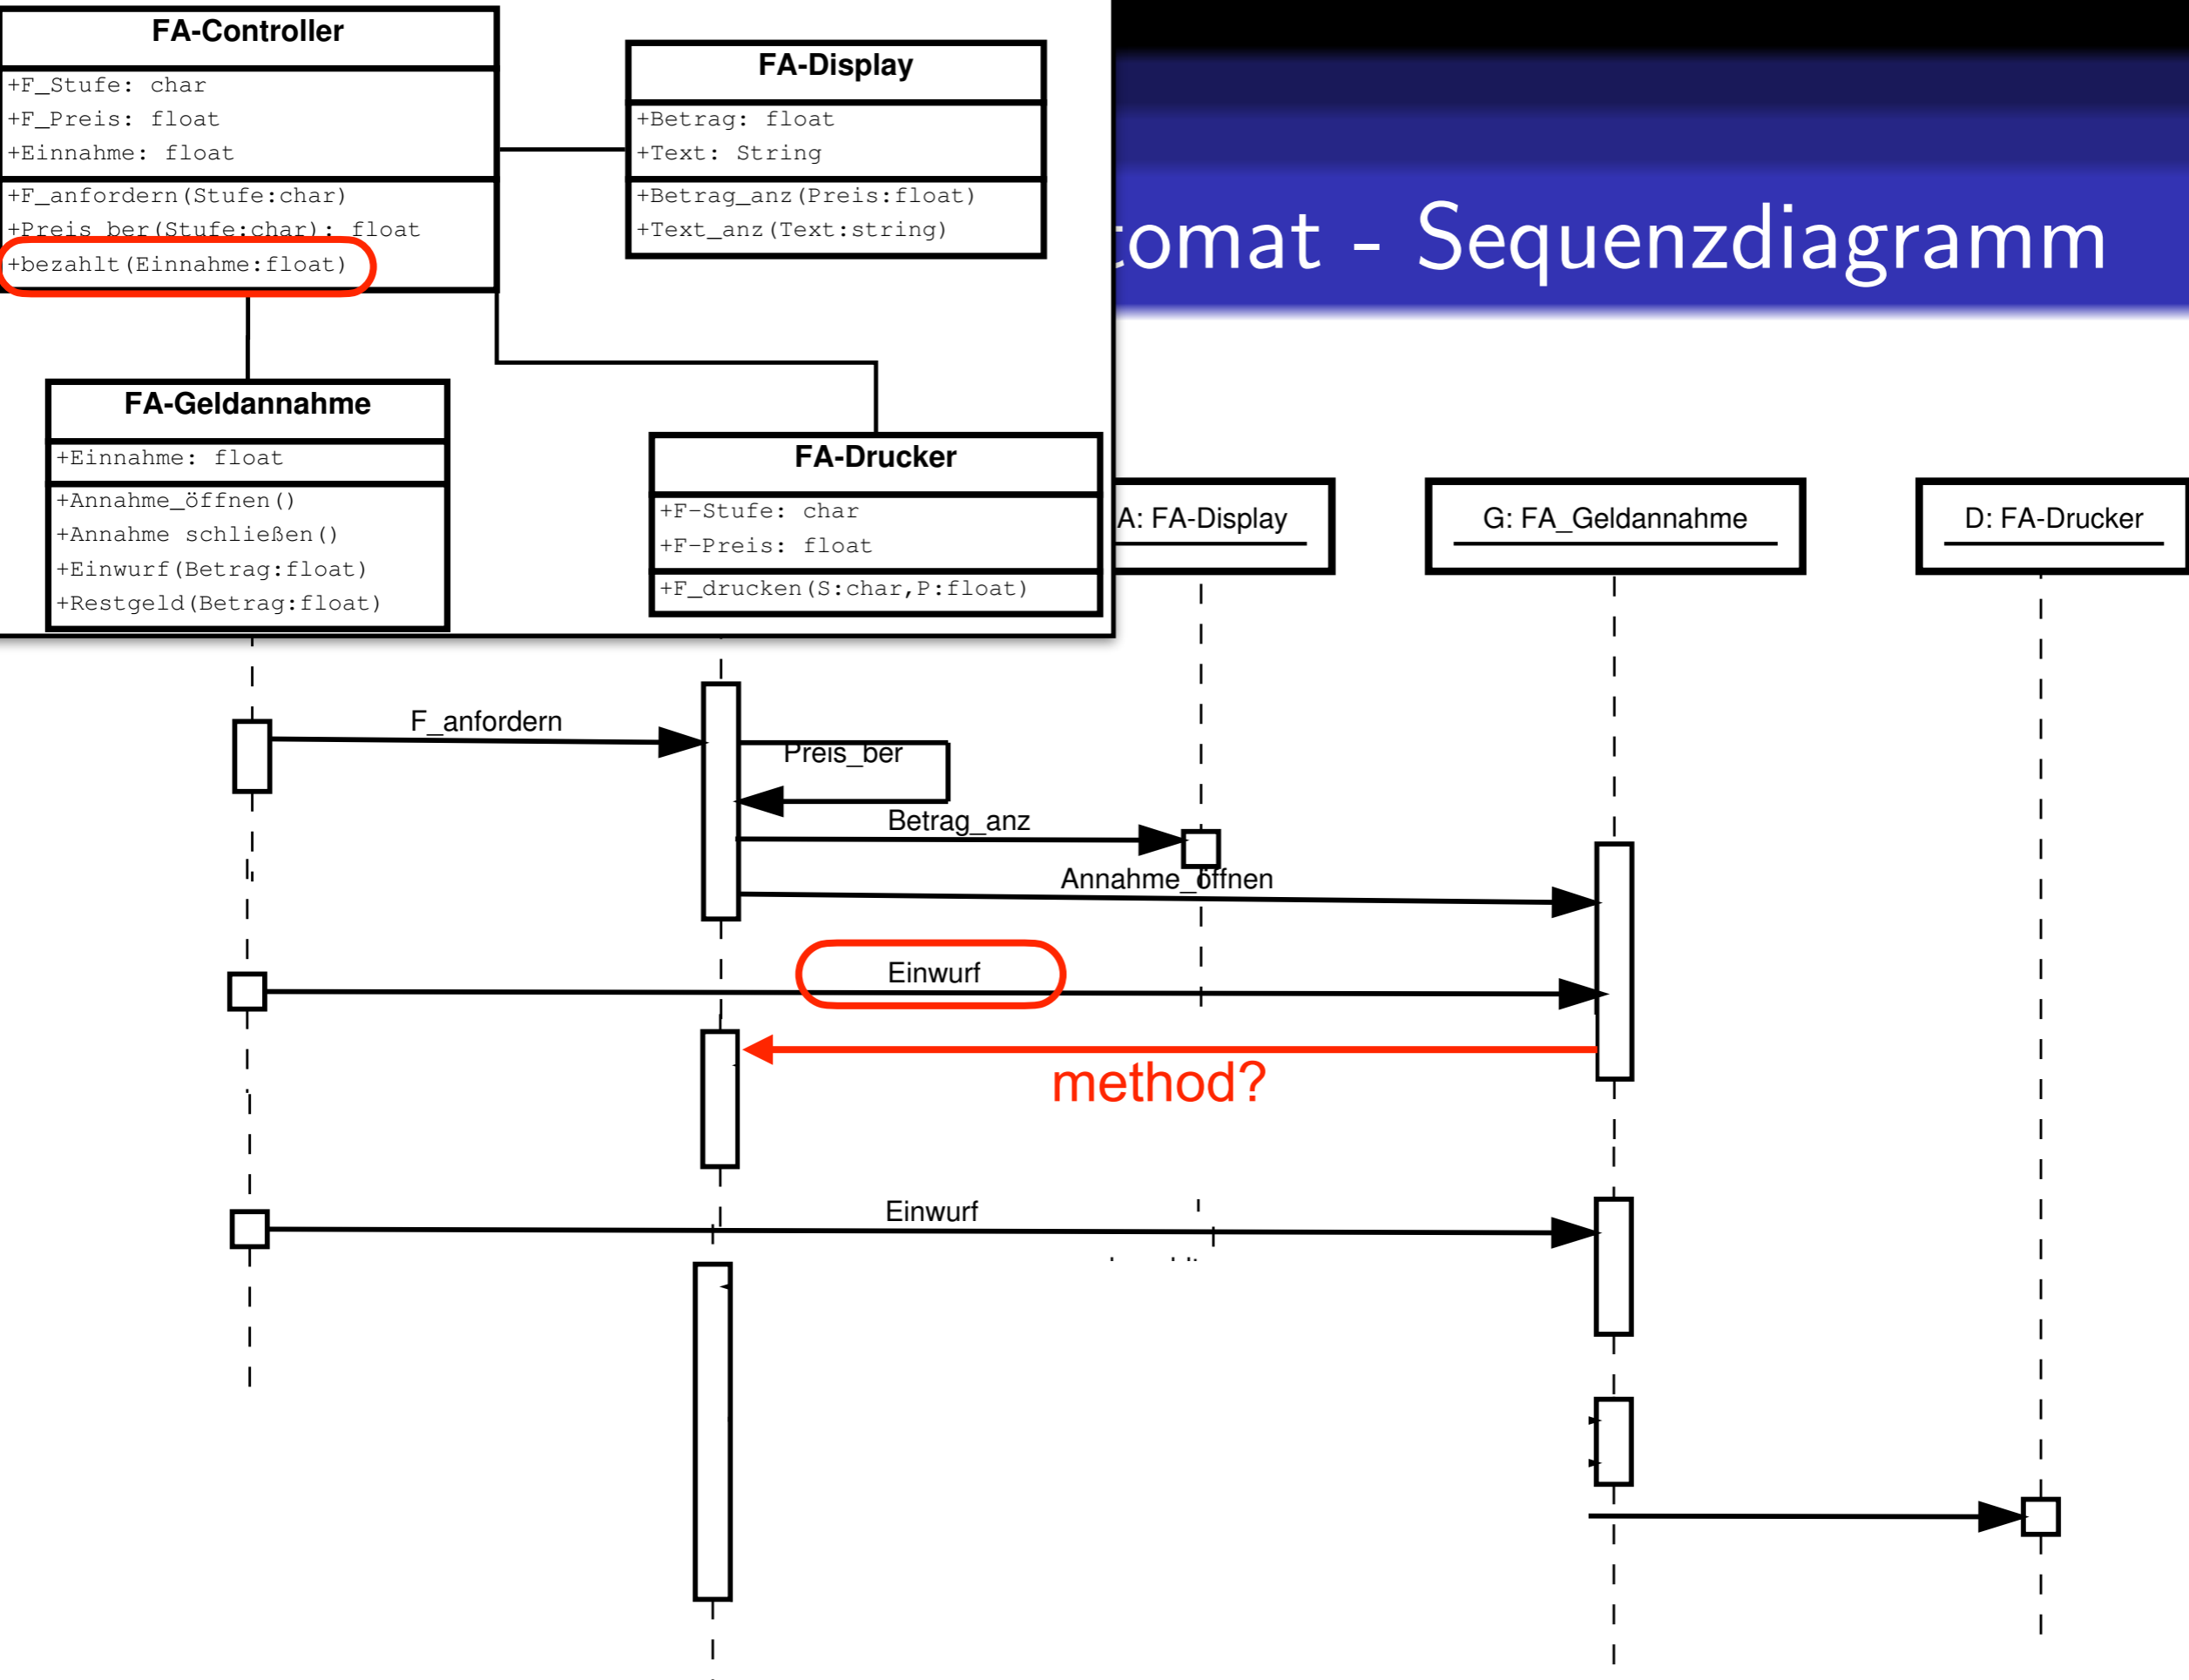 FA-Controller
+F_Stufe: char
+F_Preis: float
+Einnahme: float
+F_anfordern(Stufe:char)
+Preis ber(Stufe:char): float
+bezahlt(Einnahme:float)
FA-Display
+Betrag: float
+Text: String
+Betrag_anz(Preis:float)
+Text_anz(Text:string)
tomat - Sequenzdiagramm
FA-Geldannahme
+Einnahme: float
+Annahme_öffnen()
+Annahme schließen()
+Einwurf(Betrag:float)
+Restgeld(Betrag:float)
FA-Drucker
+F-Stufe: char
+F-Preis: float
+F_drucken(S:char,P:float)
A: FA-Display
G: FA_Geldannahme
D: FA-Drucker
F_anfordern
Preis_ber
Betrag_anz
Annahme_öffnen
Einwurf
method?
Einwurf